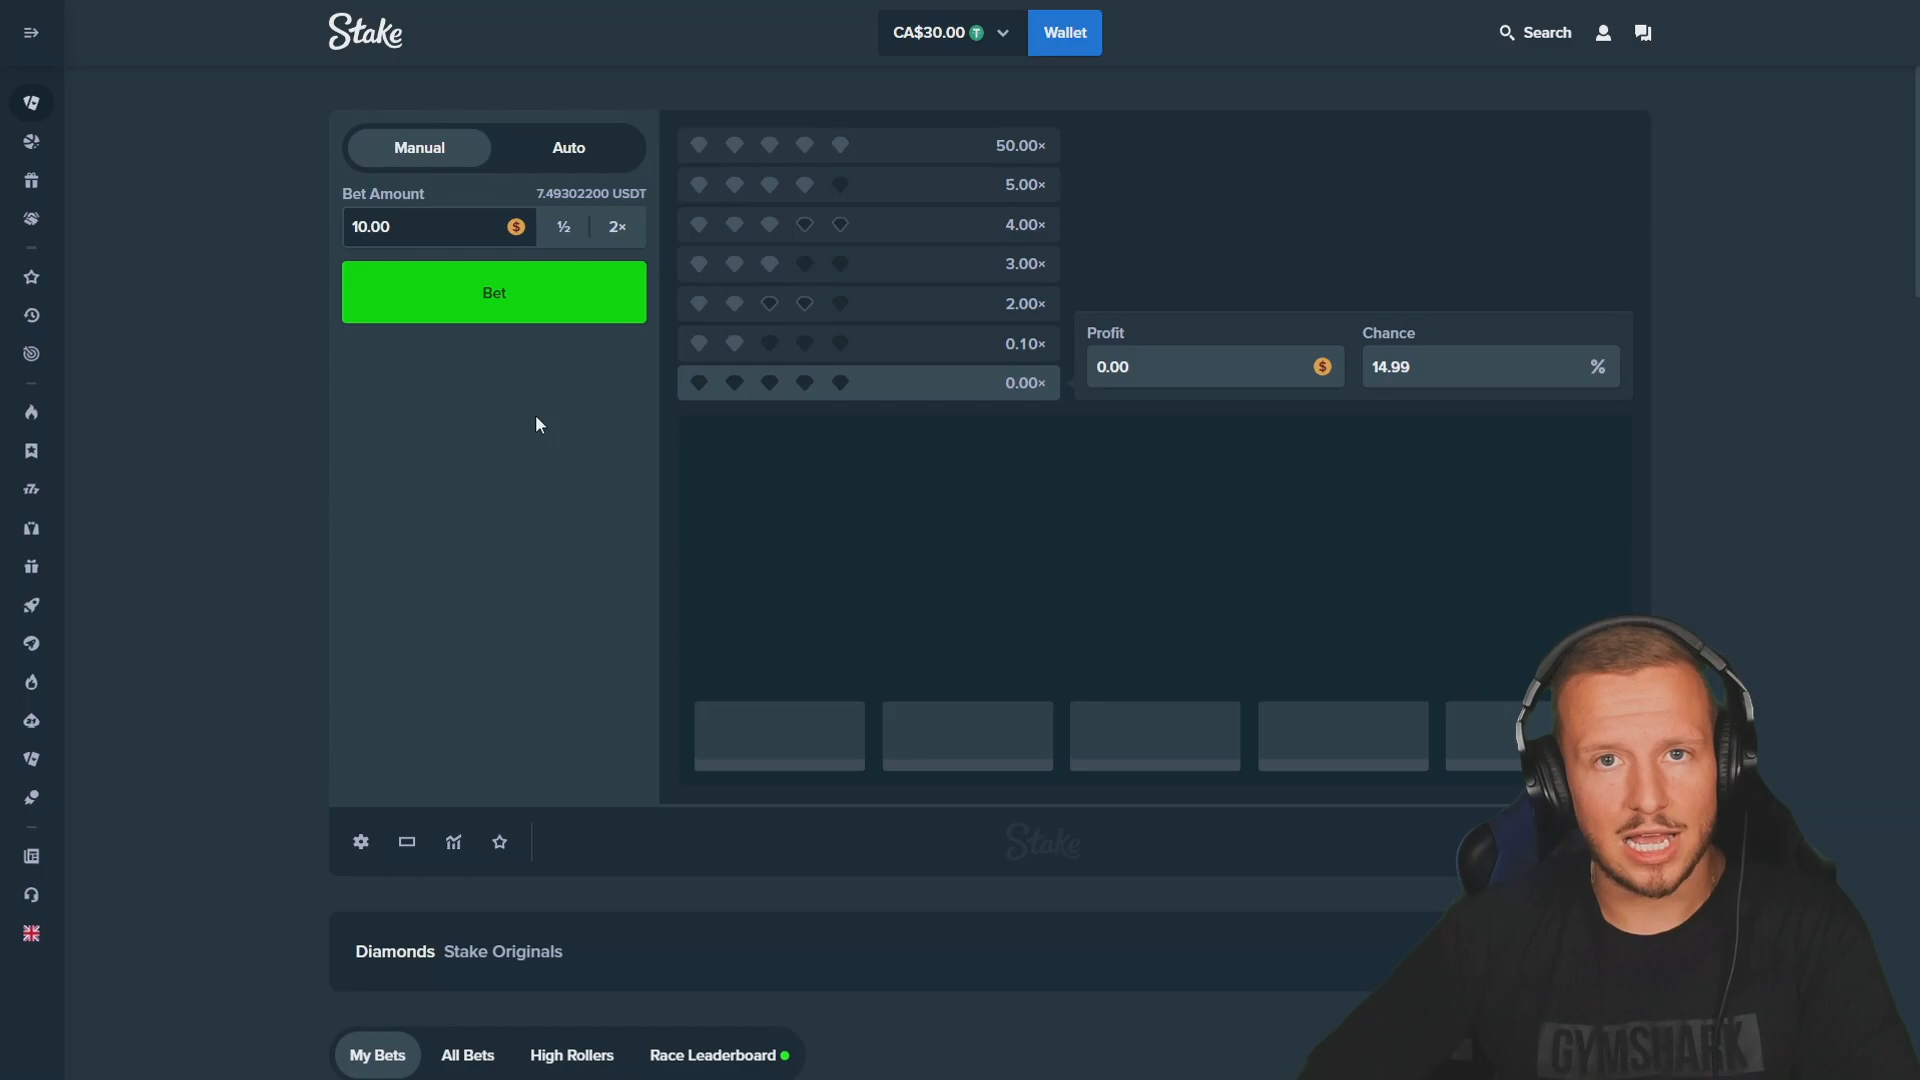 Stake
CA$30.00
Wallet
Search
Manual
Auto
Bet Amount
7.49302200 USDT
10.00
½
2×
Bet
50.00×
5.00×
4.00×
3.00×
2.00×
0.10×
0.00×
Profit
0.00
Chance
14.99
%
Stake
Diamonds Stake Originals
My Bets
All Bets
High Rollers
Race Leaderboard
GYMSHARK